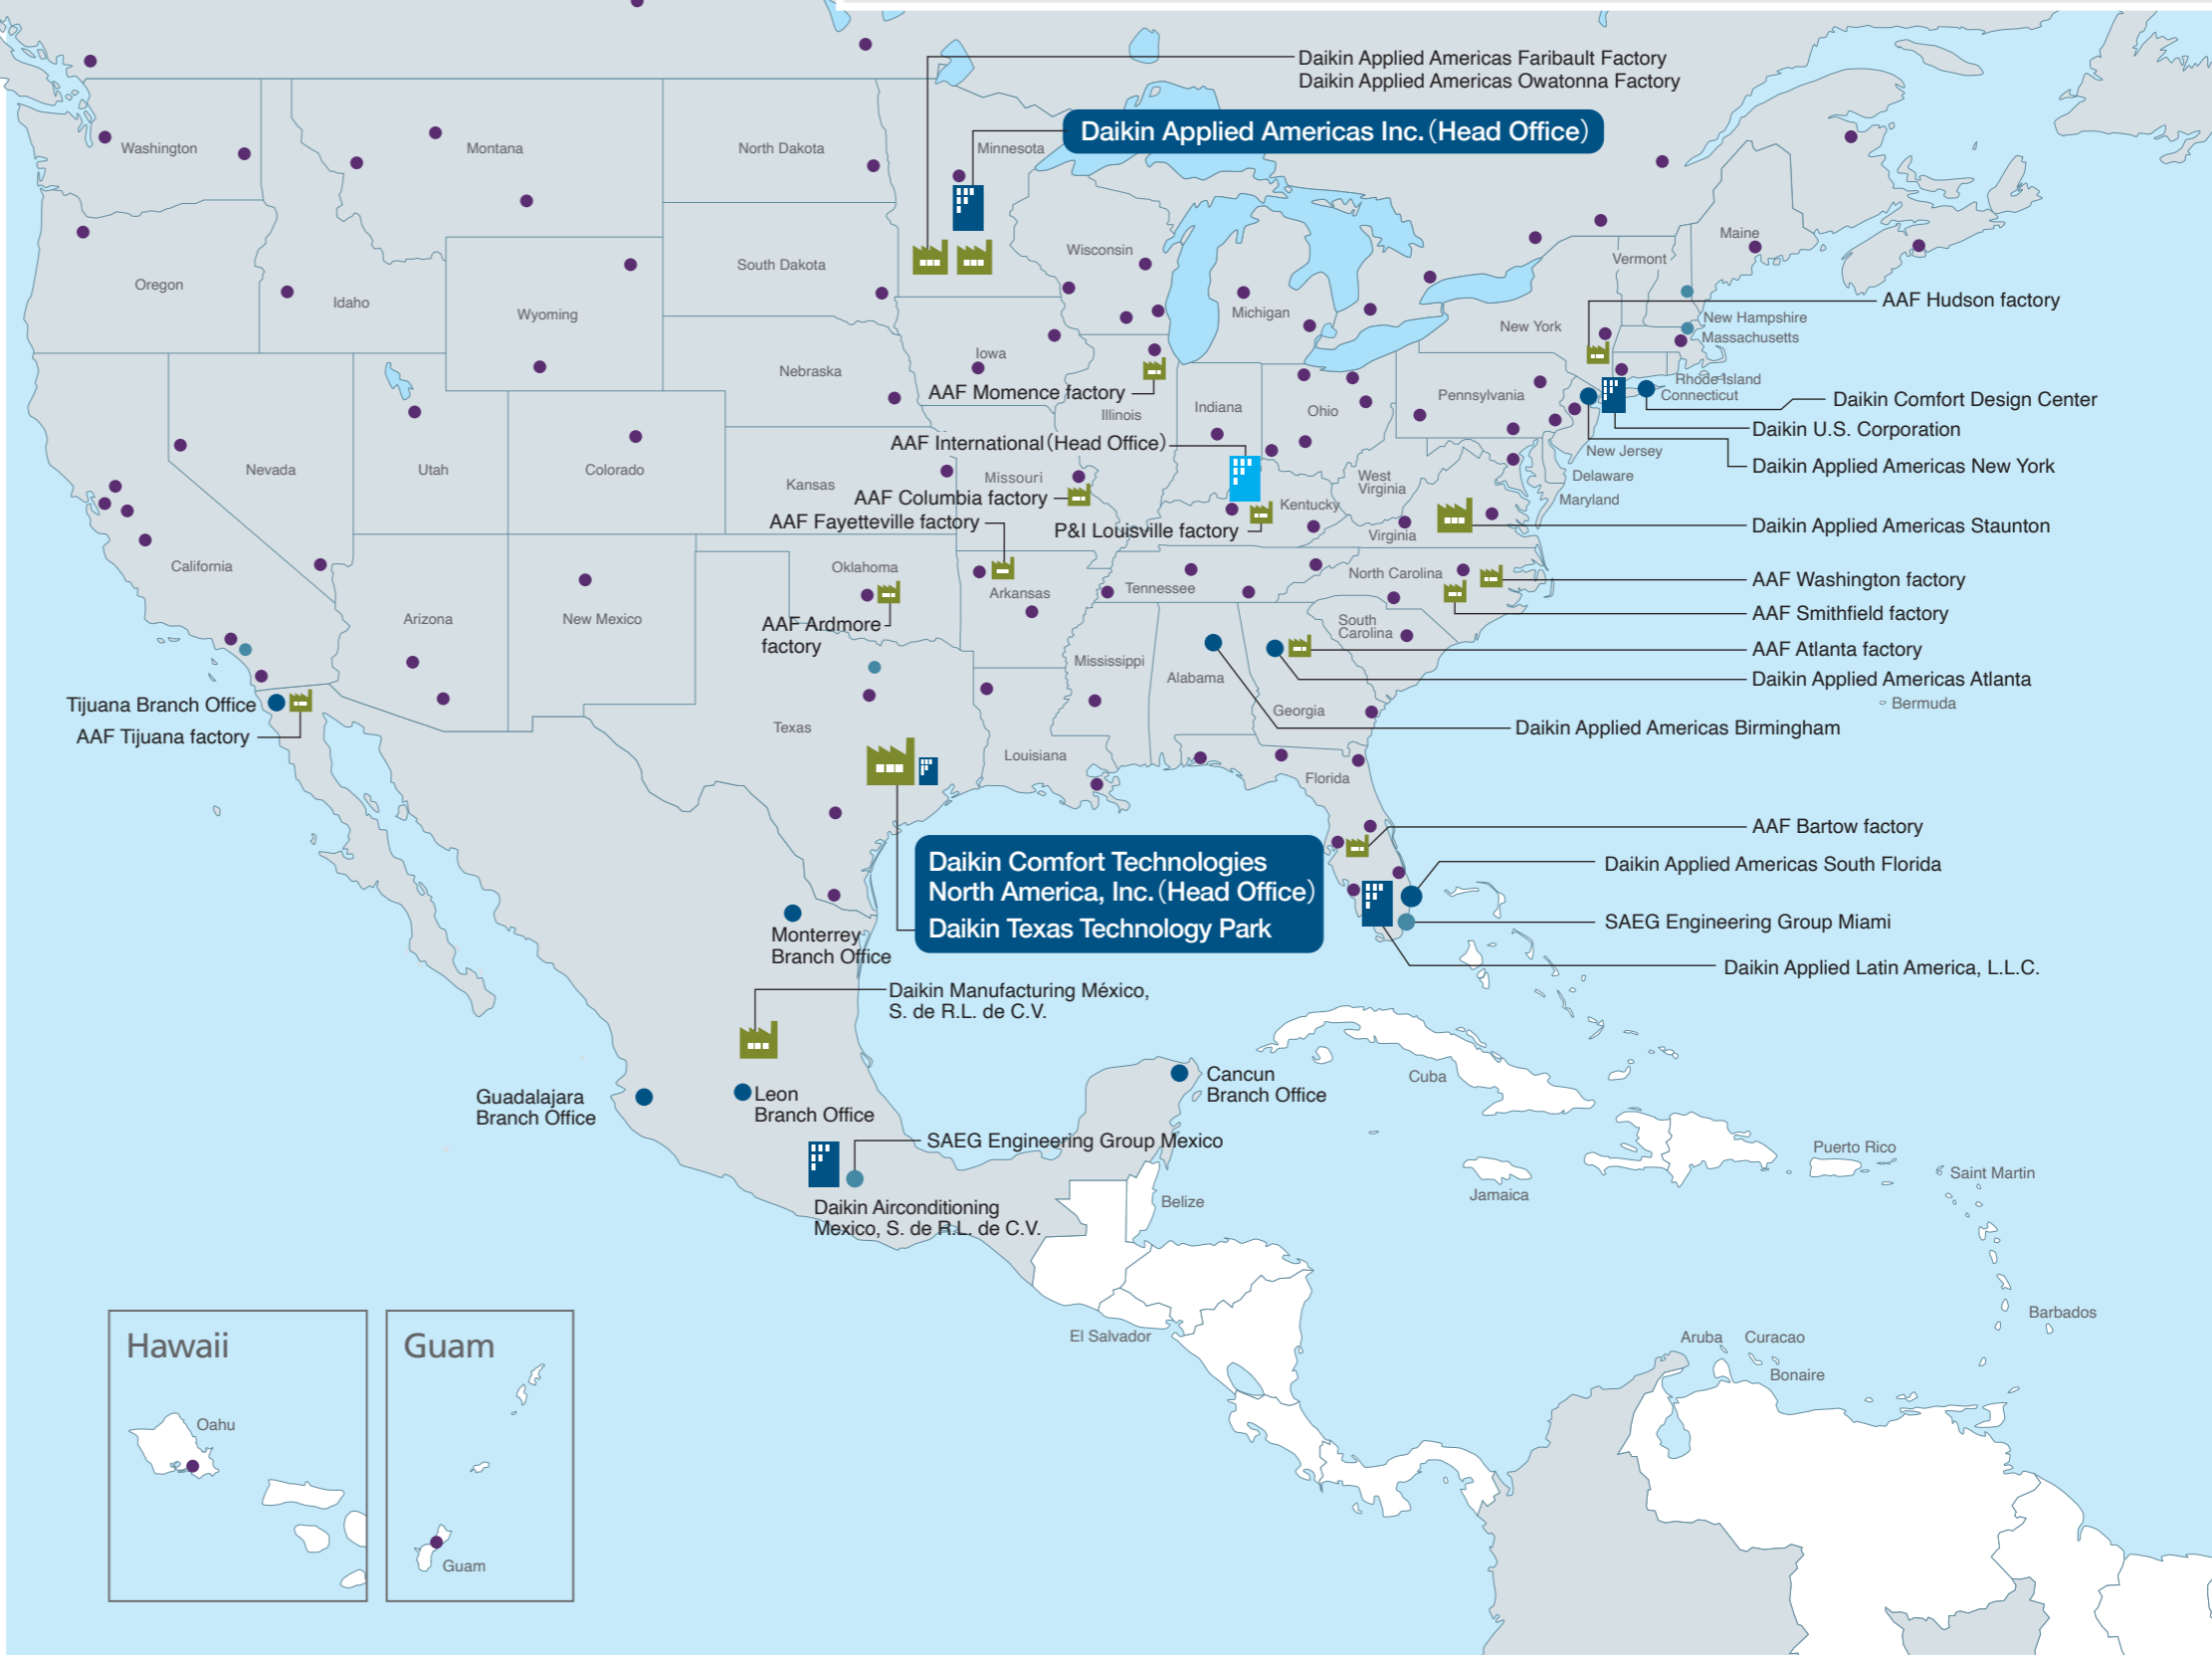 Daikin Applied Americas Faribault Factory
Daikin Applied Americas Owatonna Factory
Daikin Applied Americas Inc.(Head Office)
Washington
Montana
North Dakota
Minnesota
Oregon
Idaho
Wyoming
South Dakota
Wisconsin
Michigan
Maine
Vermont
New York
New Hampshire
Massachusetts
AAF Hudson factory
Nebraska
Iowa
AAF Momence factory
Illinois
Indiana
Ohio
Pennsylvania
Rhode Island
Connecticut
Daikin Comfort Design Center
Daikin U.S. Corporation
New Jersey
Daikin Applied Americas New York
Delaware
Maryland
Nevada
Utah
Colorado
Kansas
Missouri
AAF International(Head Office)
AAF Columbia factory
AAF Fayetteville factory
P&I Louisville factory
Kentucky
West
Virginia
Virginia
Daikin Applied Americas Staunton
California
Arizona
New Mexico
Oklahoma
Arkansas
Tennessee
North Carolina
AAF Washington factory
AAF Smithfield factory
AAF Ardmore
factory
South
Carolina
AAF Atlanta factory
Mississippi
Alabama
Daikin Applied Americas Atlanta
Georgia
Bermuda
Daikin Applied Americas Birmingham
Tijuana Branch Office
AAF Tijuana factory
Texas
Louisiana
Florida
AAF Bartow factory
Daikin Comfort Technologies
North America, Inc.(Head Office)
Daikin Texas Technology Park
Daikin Applied Americas South Florida
SAEG Engineering Group Miami
Daikin Applied Latin America, L.L.C.
Monterrey
Branch Office
Daikin Manufacturing México,
S. de R.L. de C.V.
Guadalajara
Branch Office
Leon
Branch Office
Cancun
Branch Office
Cuba
SAEG Engineering Group Mexico
Daikin Airconditioning
Mexico, S. de R.L. de C.V.
Belize
Jamaica
Puerto Rico
Saint Martin
El Salvador
Barbados
Aruba
Curacao
Bonaire
Hawaii
Oahu
Guam
Guam